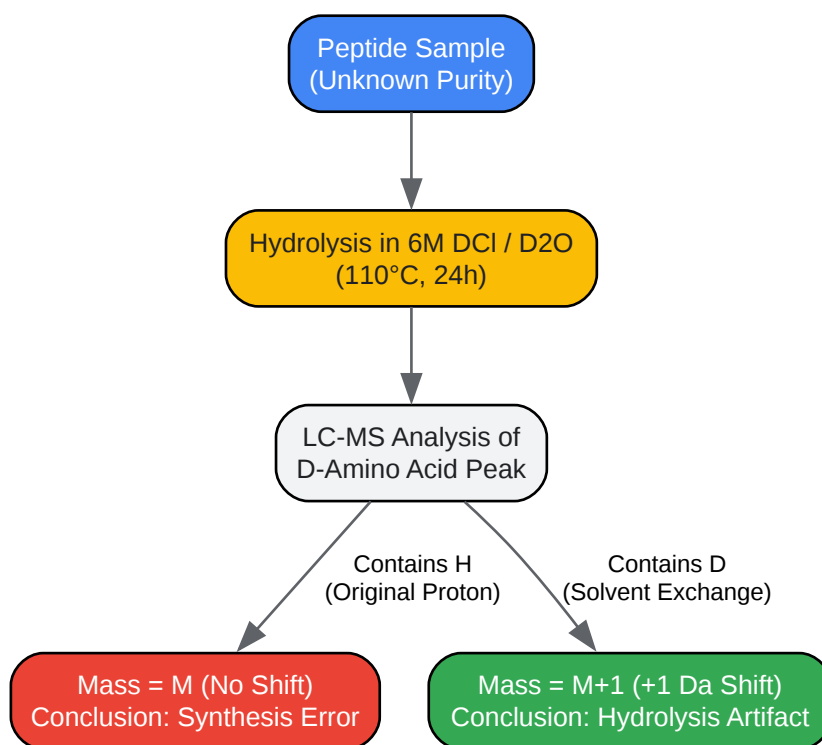 Peptide Sample
(Unknown Purity)
Hydrolysis in 6M DCl / D2O
(110°C, 24h)
LC-MS Analysis of
D-Amino Acid Peak
Contains H
(Original Proton)
Contains D
(Solvent Exchange)
Mass = M (No Shift)
Conclusion: Synthesis Error
Mass = M+1 (+1 Da Shift)
Conclusion: Hydrolysis Artifact